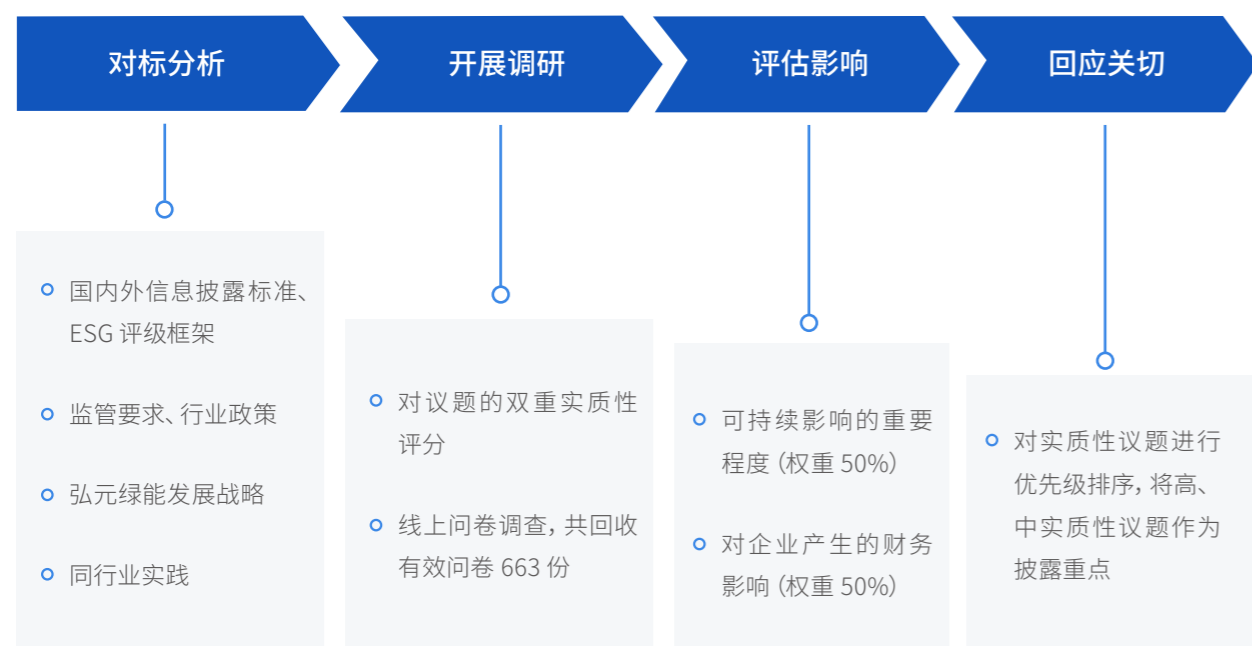 对标分析
开展调研
评估影响
回应关切
国内外信息披露标准、
ESG 评级框架
监管要求、行业政策
弘元绿能发展战略
同行业实践
对议题的双重实质性
评分
线上问卷调查，共回收
有效问卷 663 份
可持续影响的重要
程度（权重 50%）
对企业产生的财务
影响（权重 50%）
对实质性议题进行
优先级排序，将高、
中实质性议题作为
披露重点